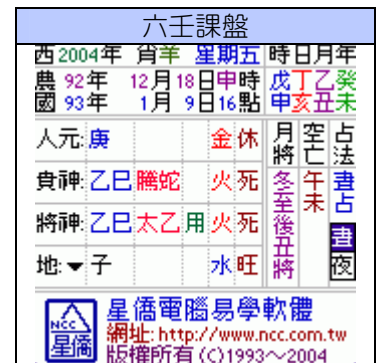 六壬課盤
西2004年 肖羊 星期五 時日月年
農 92年 12月18日申時 戊丁乙癸
國 93年 1月 9日16點 申亥丑未
人元:庚 金休
貴神:乙巳 騰蛇 火死
將神:乙巳 太乙 用 火死
地:▼子 水旺
月將 冬至後丑將
空亡 午未
占法 晝占
晝
夜
NCC
星僑
星僑電腦易學軟體
網址:http://www.ncc.com.tw
版權所有(C)1993～2004